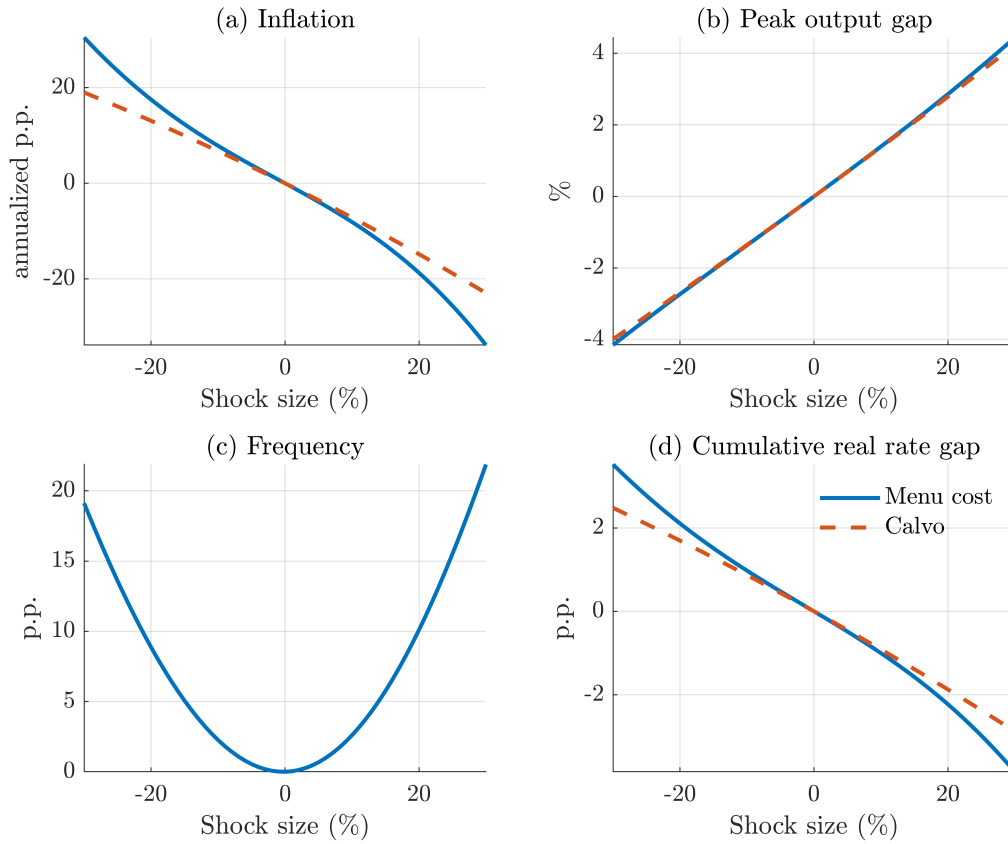 (a) Inflation
annualized p.p.
20
0
-20
-20
0
20
Shock size (%)
(b) Peak output gap
%
4
2
0
-2
-4
-20
0
20
Shock size (%)
(c) Frequency
p.p.
20
15
10
5
0
-20
0
20
Shock size (%)
(d) Cumulative real rate gap
p.p.
2
0
-2
Menu cost
Calvo
-20
0
20
Shock size (%)